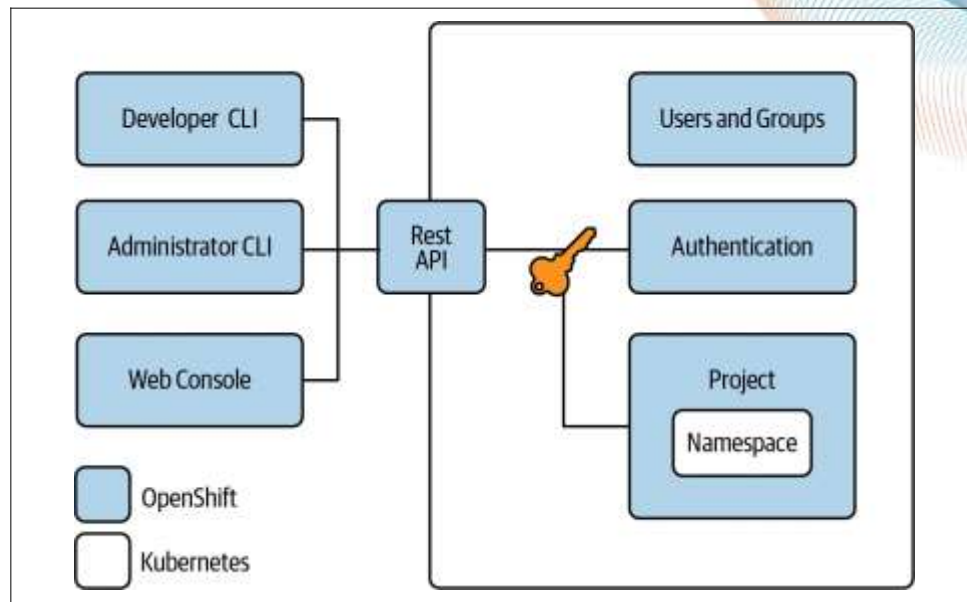 Developer CLI
Administrator CLI
Web Console
Rest
API
Users and Groups
Authentication
Project
Namespace
OpenShift
Kubernetes